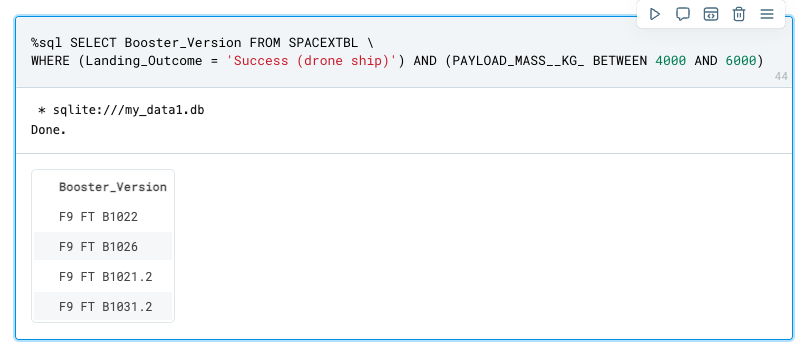 %sql SELECT Booster_Version FROM SPACEXTBL \
WHERE (Landing_Outcome = 'Success (drone ship)') AND (PAYLOAD_MASS__KG_ BETWEEN 4000 AND 6000)
44
* sqlite:///my_data1.db
Done.
Booster_Version
F9 FT B1022
F9 FT B1026
F9 FT B1021.2
F9 FT B1031.2